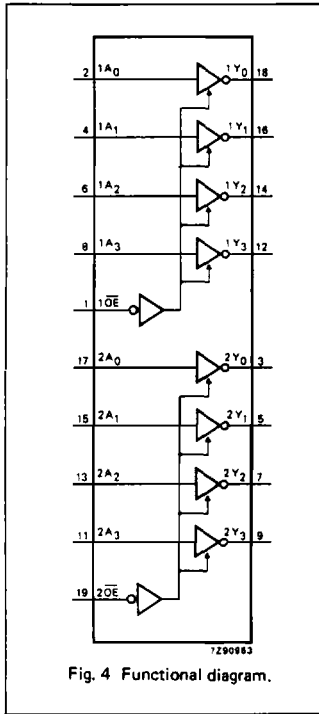 2 1A0 1Y0 18
4 1A1 1Y1 16
6 1A2 1Y2 14
8 1A3 1Y3 12
1 1OE
17 2A0 2Y0 3
15 2A1 2Y1 5
13 2A2 2Y2 7
11 2A3 2Y3 9
19 2OE
7Z90963
Fig. 4 Functional diagram.